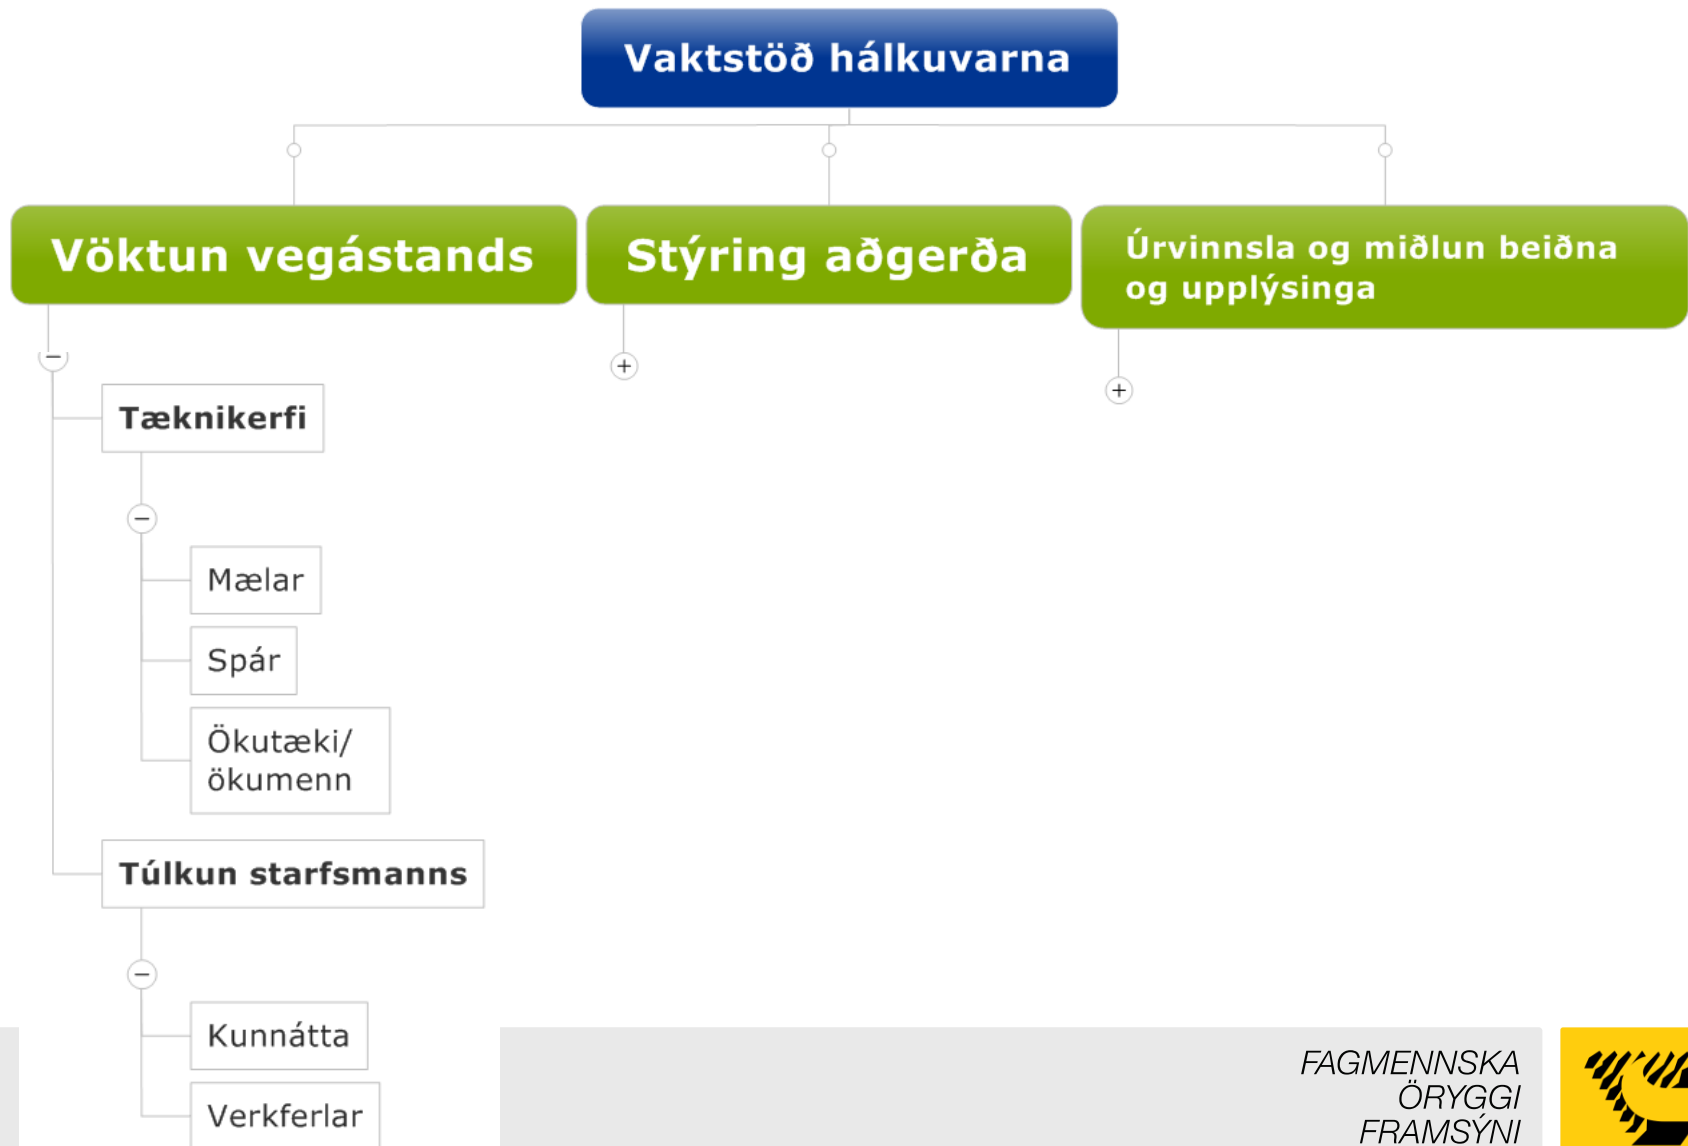 Vaktstöð hálkuvarna
Vöktun vegástands
Stýring aðgerða
Úrvinnsla og miðlun beiðna
og upplýsinga
Tæknikerfi
Mælar
Spár
Ökutæki/
ökumenn
Túlkun starfsmanns
Kunnátta
Verkferlar
FAGMENNSKA
ÖRYGGI
FRAMSÝNI